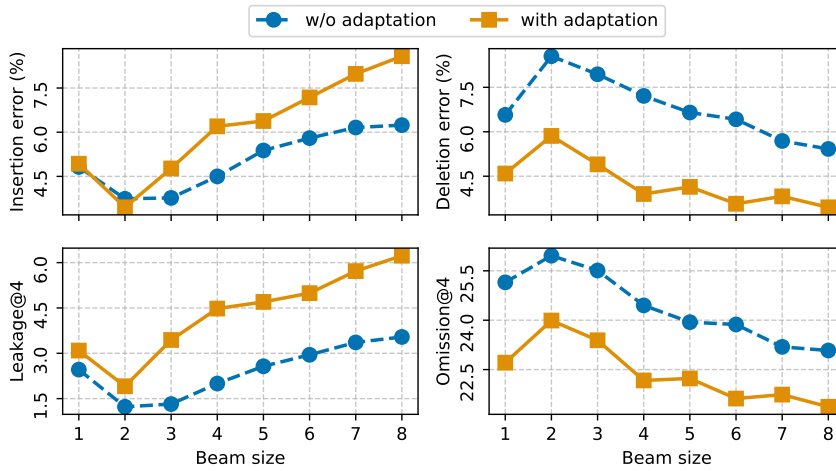 w/o adaptation with adaptation
Insertion error (%)
7.5
6.0
4.5
Deletion error (%)
7.5
6.0
4.5
Leakage@4
6.0
4.5
3.0
1.5
1 2 3 4 5 6 7 8
Beam size
Omission@4
25.5
24.0
22.5
1 2 3 4 5 6 7 8
Beam size